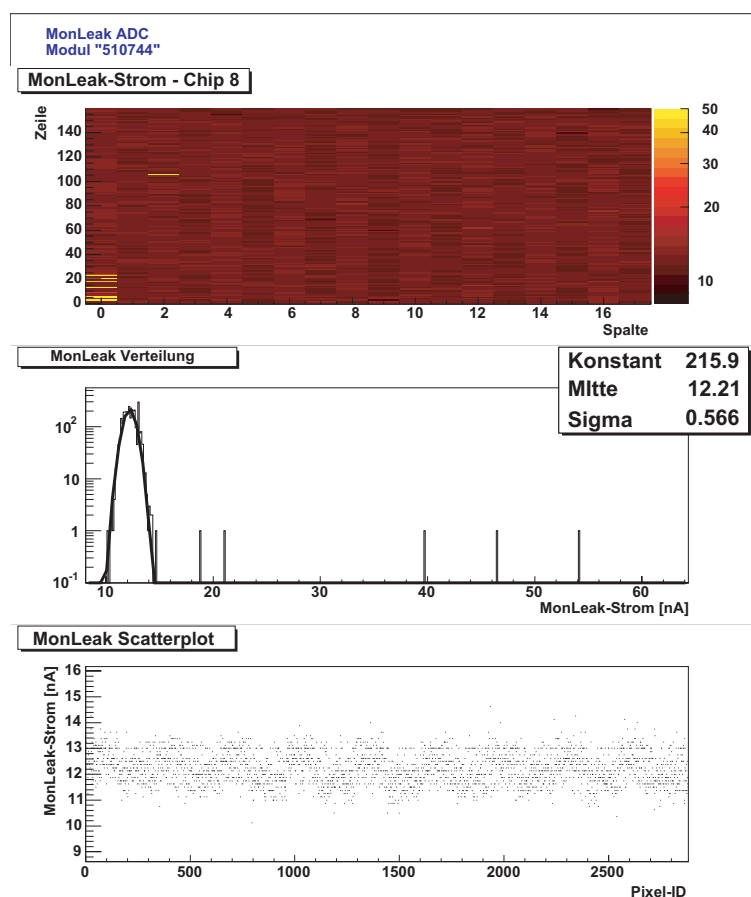 MonLeak ADC
Modul "510744"
MonLeak-Strom - Chip 8
Zeile
140
120
100
80
60
40
20
0
0 2 4 6 8 10 12 14 16
Spalte
50
40
30
20
10
MonLeak Verteilung
Konstant 215.9
MItte 12.21
Sigma 0.566
10²
10
1
10⁻¹
10 20 30 40 50 60
MonLeak-Strom [nA]
MonLeak Scatterplot
MonLeak-Strom [nA]
16
15
14
13
12
11
10
9
0 500 1000 1500 2000 2500
Pixel-ID